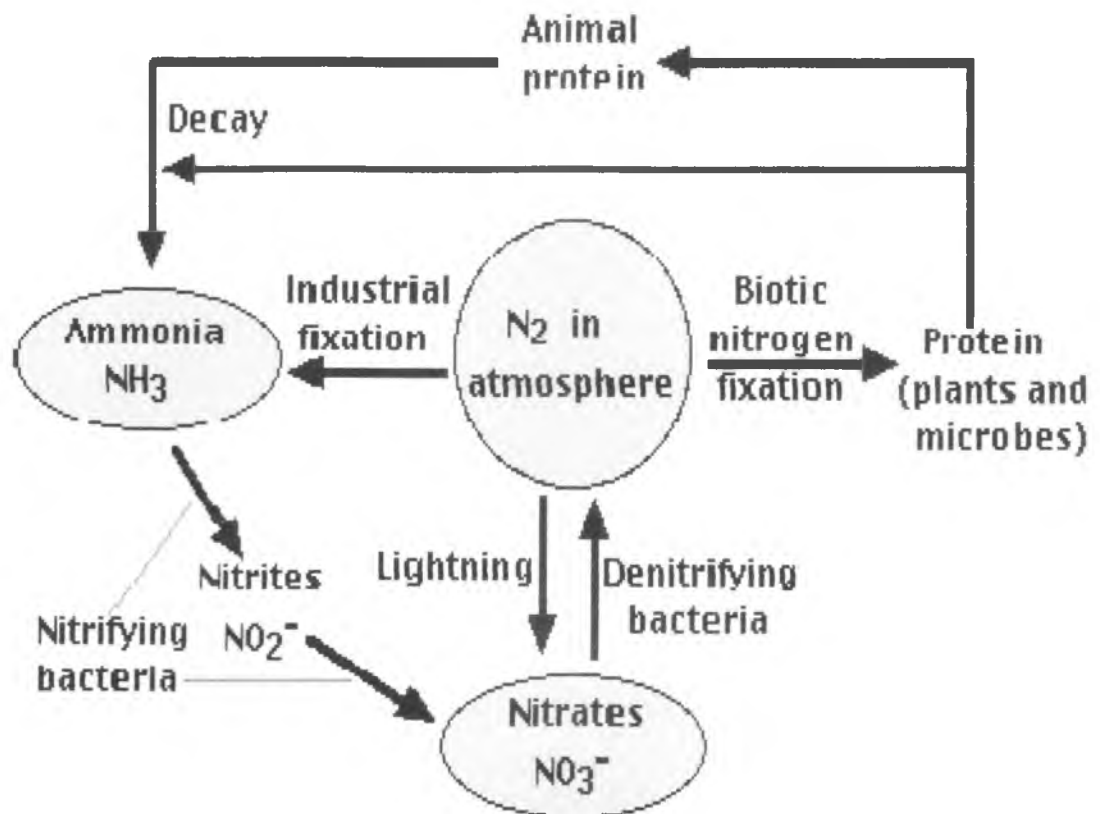 Animal
protein
Decay
Industrial
fixation
Ammonia
NH₃
N₂ in
atmosphere
Biotic
nitrogen
fixation
Protein
(plants and
microbes)
Lightning
Denitrifying
bacteria
Nitrites
NO₂⁻
Nitrifying
bacteria
Nitrates
NO₃⁻